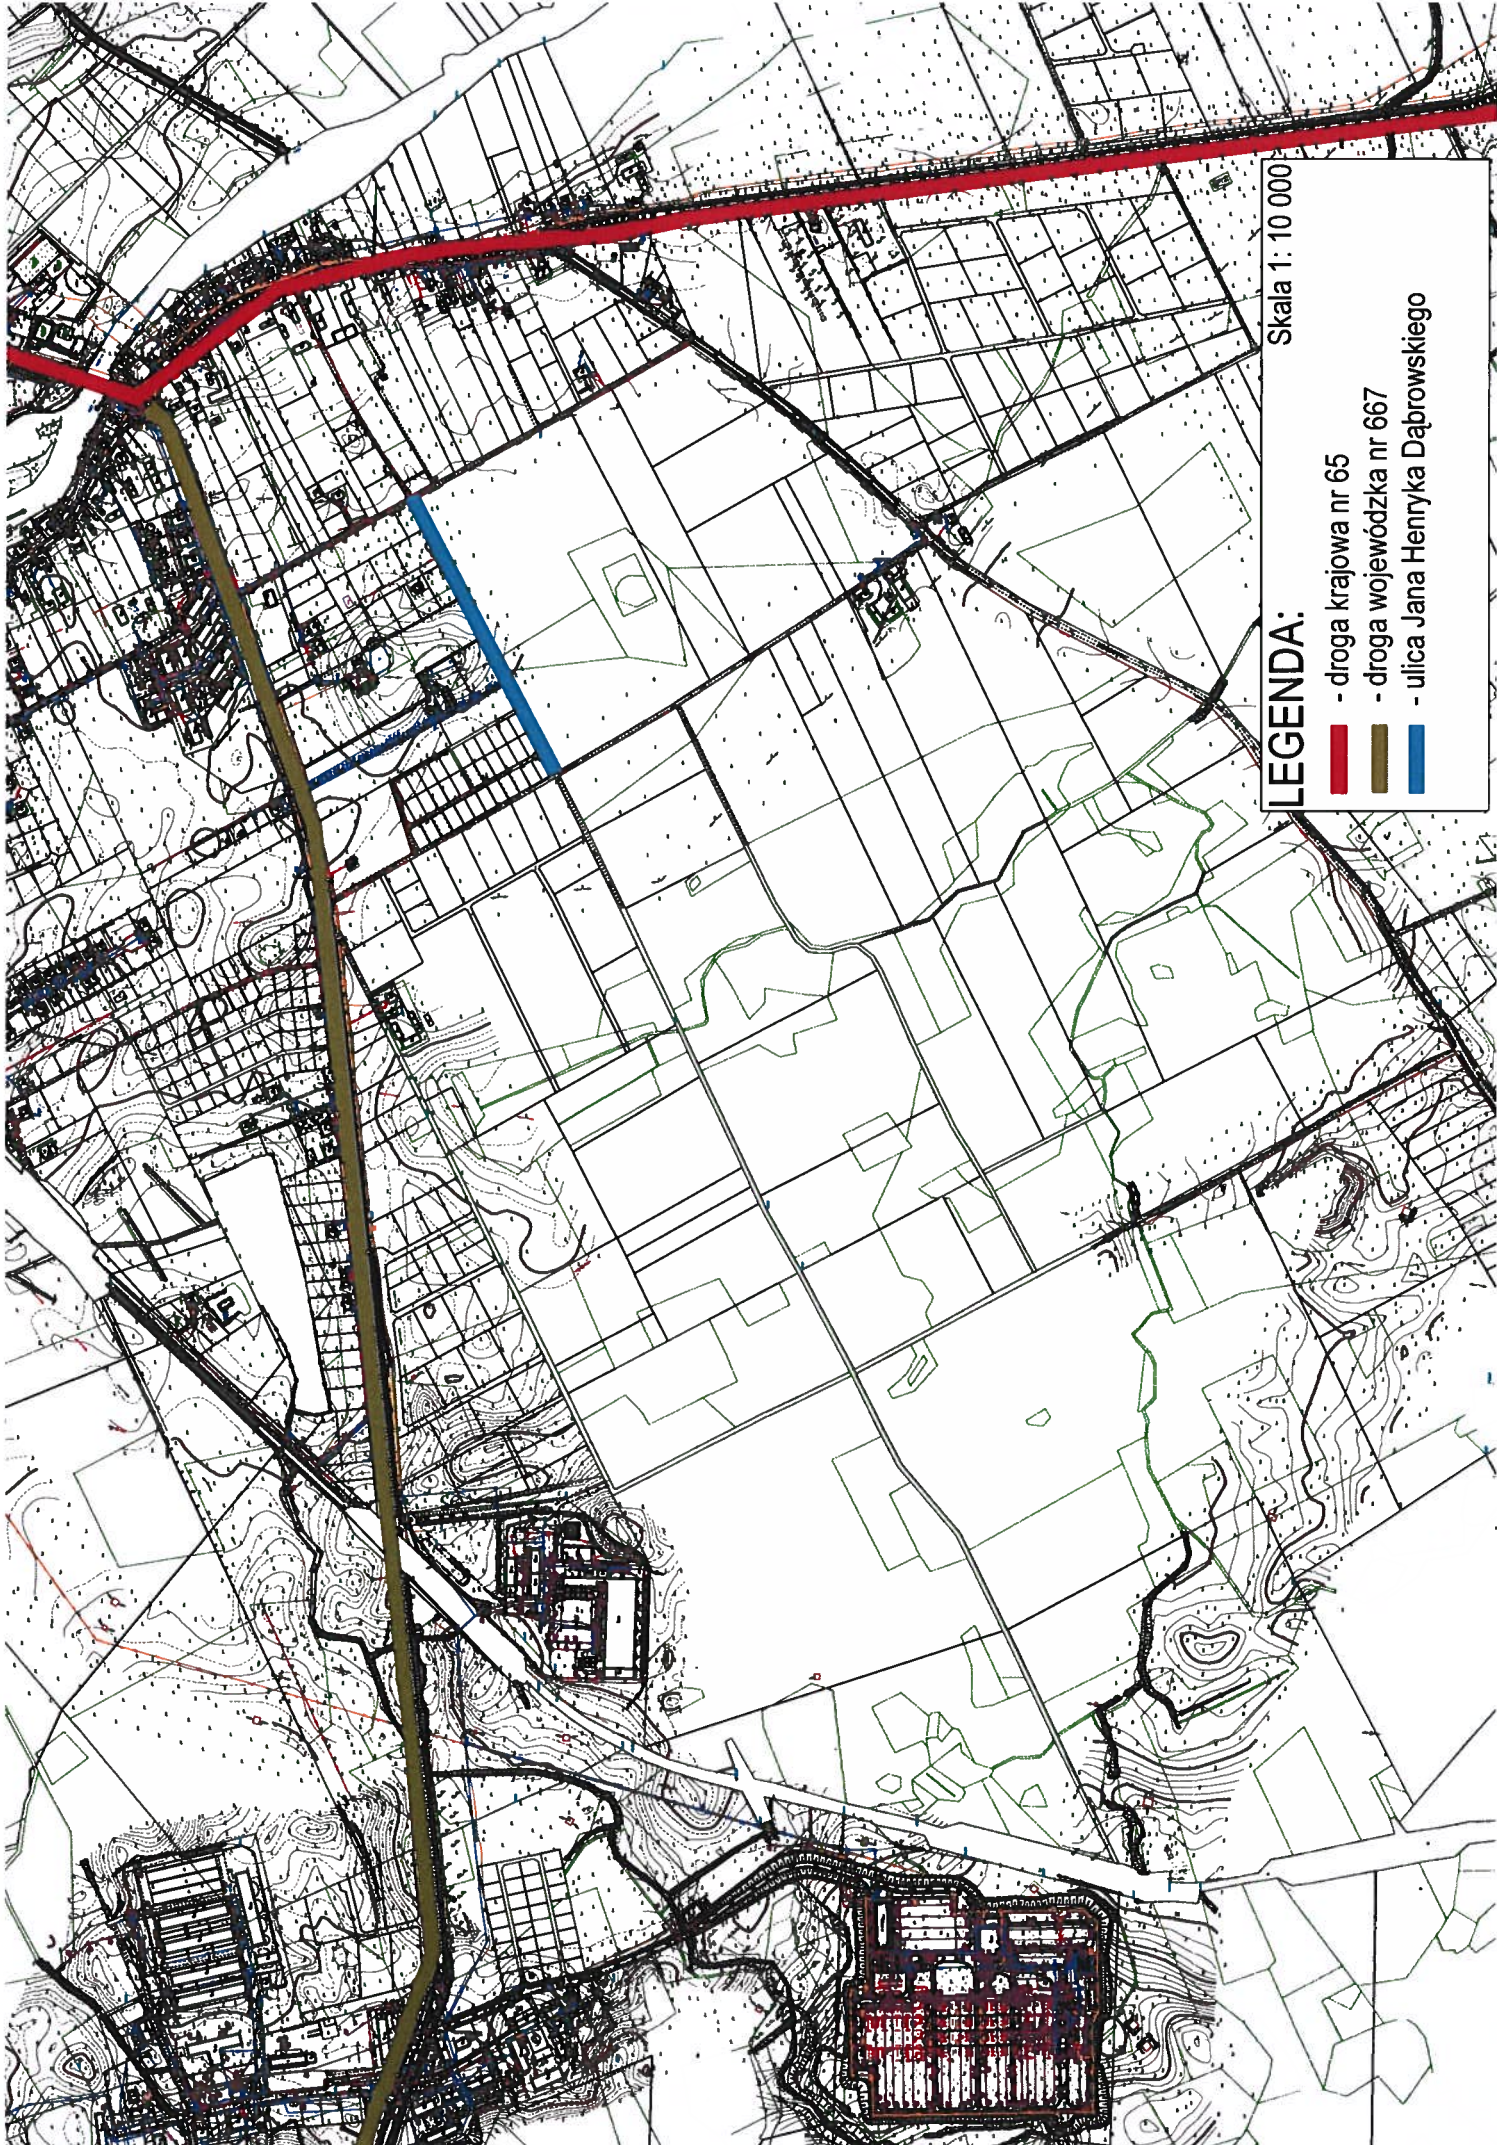 Skala 1: 10 000
LEGENDA:
- droga krajowa nr 65
- droga wojewódzka nr 667
- ulica Jana Henryka Dąbrowskiego